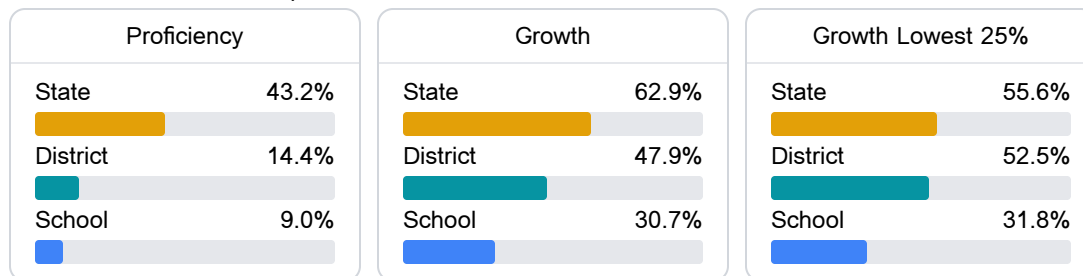 Proficiency
State 43.2%
District 14.4%
School 9.0%
Growth
State 62.9%
District 47.9%
School 30.7%
Growth Lowest 25%
State 55.6%
District 52.5%
School 31.8%